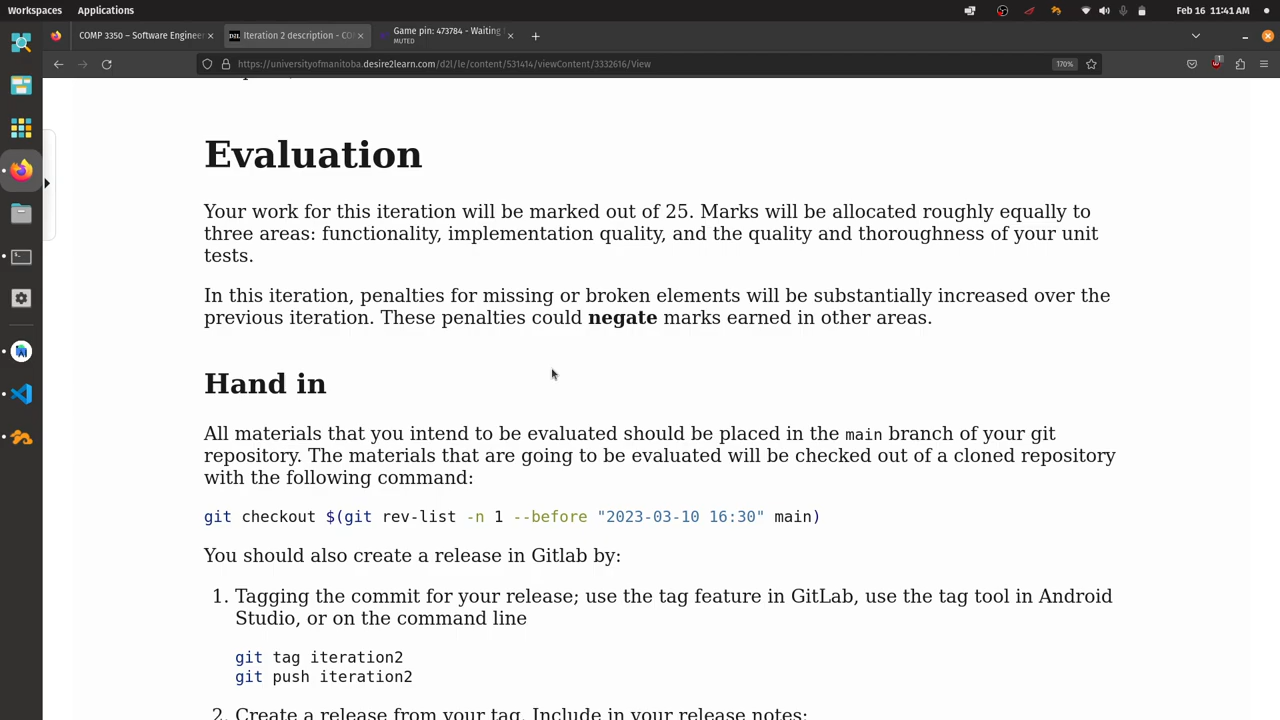 Workspaces Applications Feb 16 11:41 AM
COMP 3350 – Software Enginee
D2L Iteration 2 description - CO
Game pin: 473784 - Waiting
MUTED
https://universityofmanitoba.desire2learn.com/d2l/le/content/531414/viewContent/3332616/View 170%
Evaluation
Your work for this iteration will be marked out of 25. Marks will be allocated roughly equally to
three areas: functionality, implementation quality, and the quality and thoroughness of your unit
tests.
In this iteration, penalties for missing or broken elements will be substantially increased over the
previous iteration. These penalties could negate marks earned in other areas.
Hand in
All materials that you intend to be evaluated should be placed in the main branch of your git
repository. The materials that are going to be evaluated will be checked out of a cloned repository
with the following command:
git checkout $(git rev-list -n 1 --before "2023-03-10 16:30" main)
You should also create a release in Gitlab by:
1. Tagging the commit for your release; use the tag feature in GitLab, use the tag tool in Android
Studio, or on the command line
git tag iteration2
git push iteration2
2. Create a release from your tag. Include in your release notes: